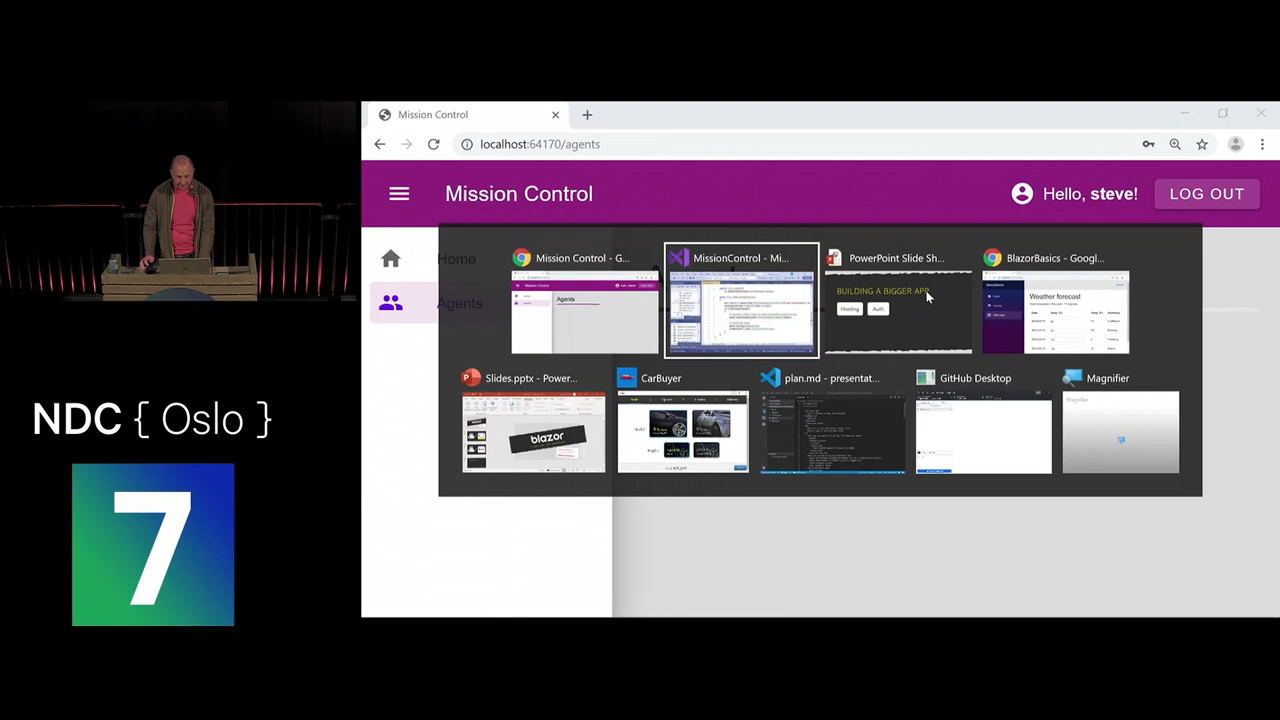 Mission Control
localhost:64170/agents
Mission Control
Hello, steve!
LOG OUT
Home
Agents
Mission Control - G...
MissionControl - Mi...
PowerPoint Slide Sh...
BlazorBasics - Googl...
Agents
BUILDING A BIGGER APP
Hosting
Auth
Weather forecast
Slides.pptx - Power...
CarBuyer
plan.md - presentat...
GitHub Desktop
Magnifier
blazor
Magnifier
NDC { Oslo }
7